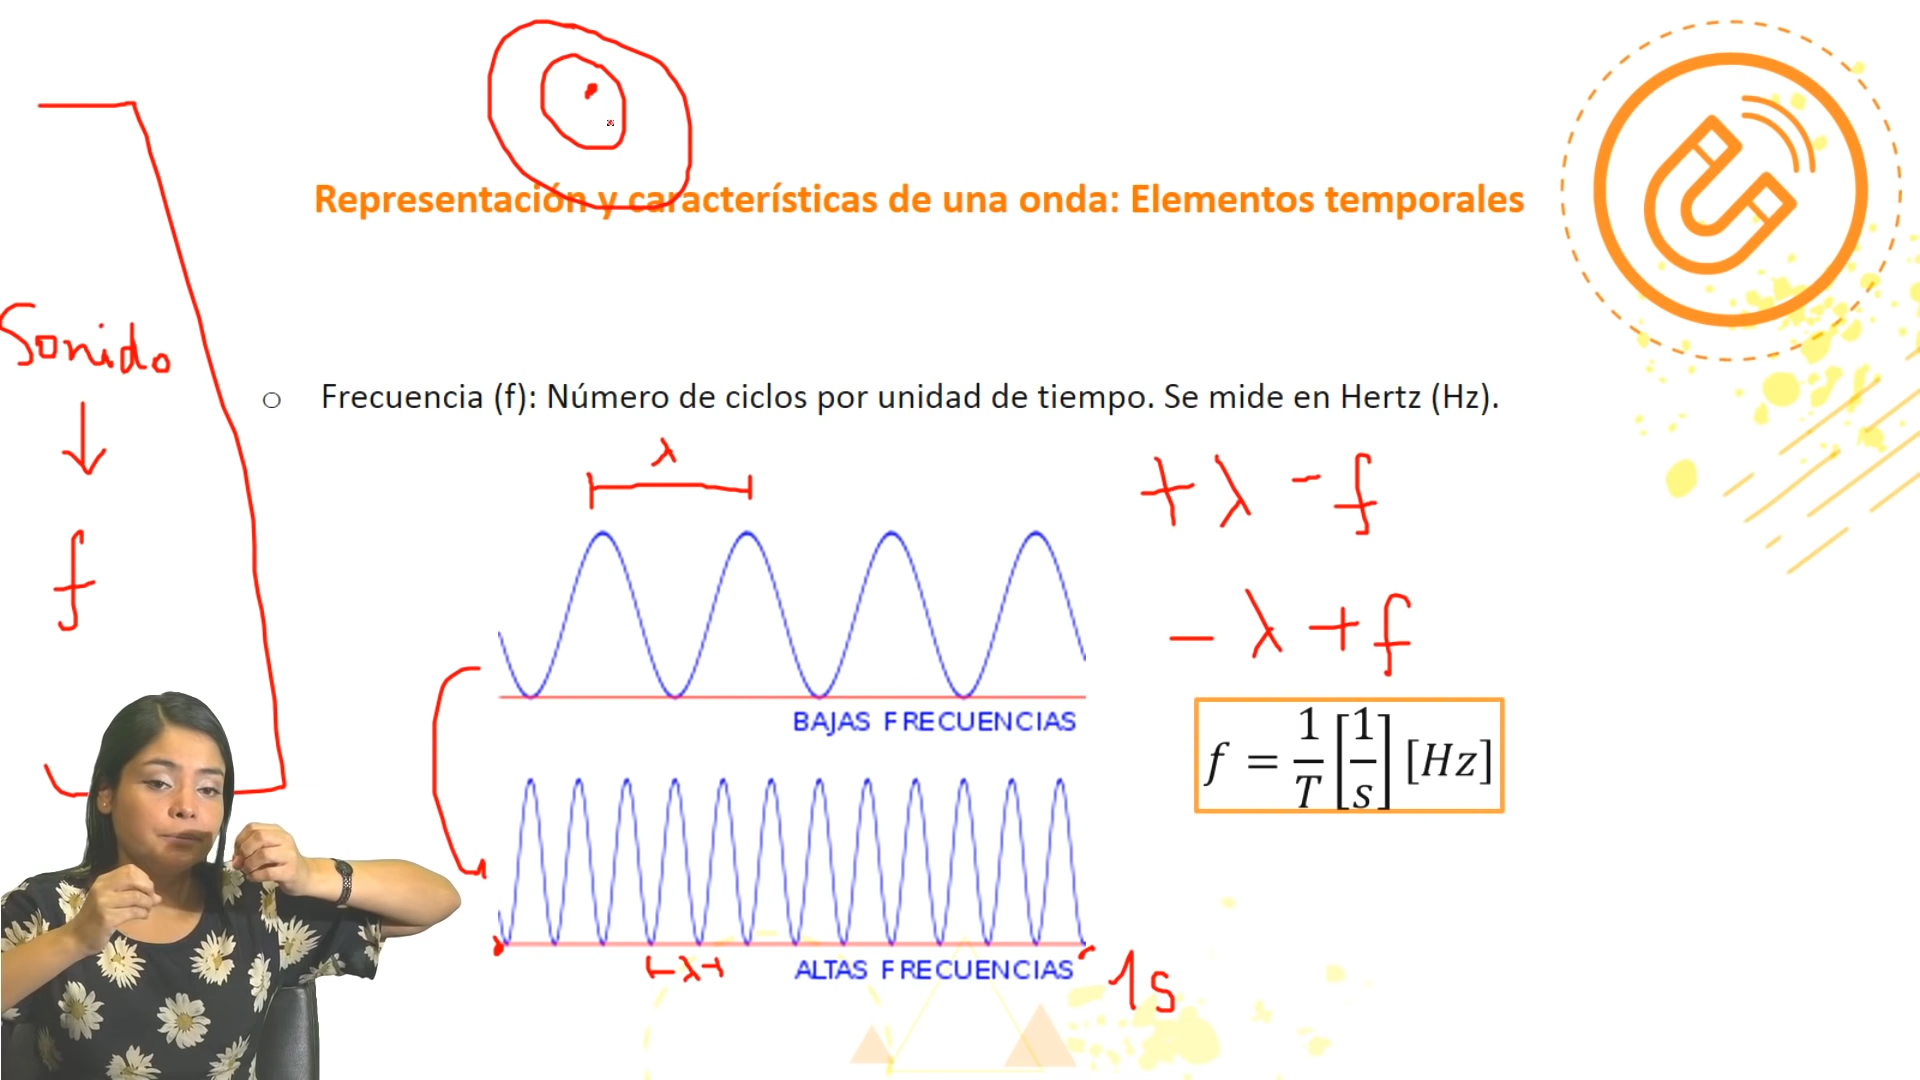 Representación y características de una onda: Elementos temporales
Sonido
f
Frecuencia (f): Número de ciclos por unidad de tiempo. Se mide en Hertz (Hz).
λ
+ λ - f
- λ + f
BAJAS FRECUENCIAS
f = 1/T [1/s] [Hz]
λ
ALTAS FRECUENCIAS
1s